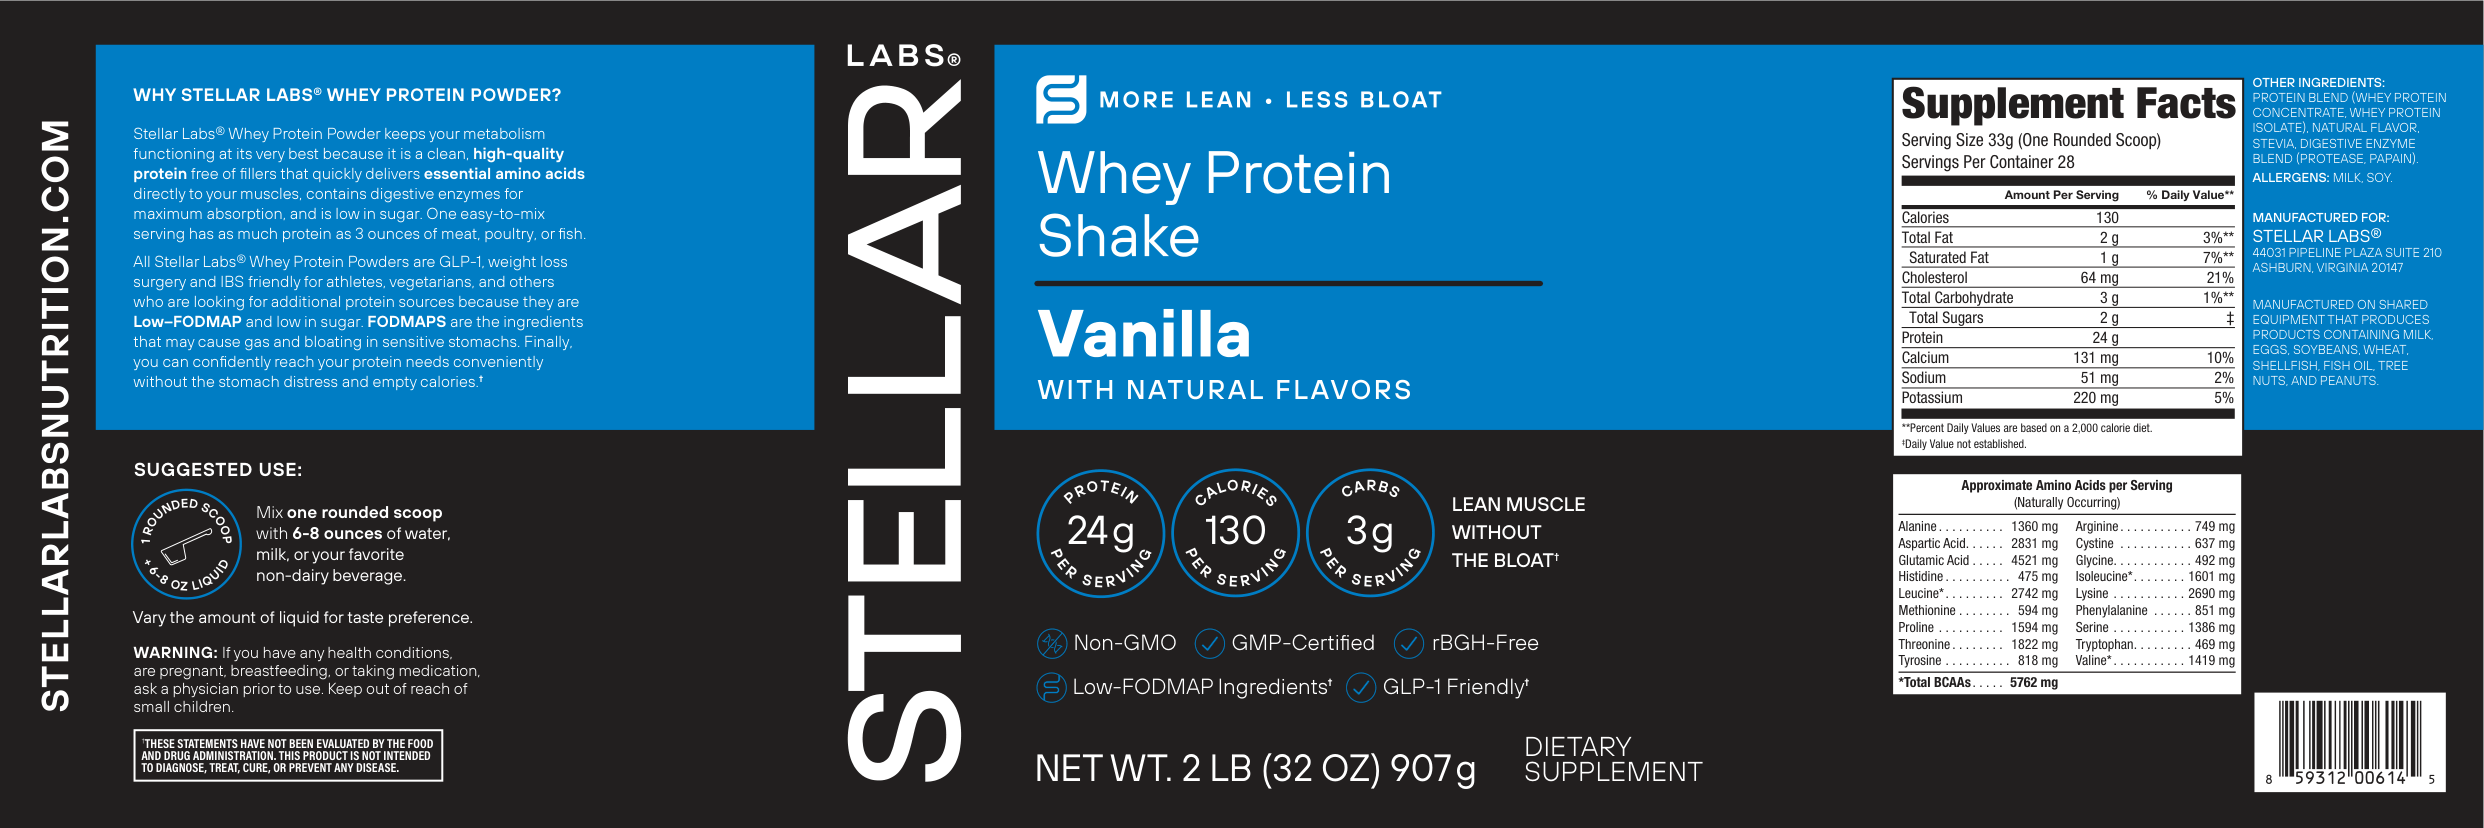 STELLARLABSNUTRITION.COM
WHY STELLAR LABS® WHEY PROTEIN POWDER?
Stellar Labs® Whey Protein Powder keeps your metabolism
functioning at its very best because it is a clean, high-quality
protein free of fillers that quickly delivers essential amino acids
directly to your muscles, contains digestive enzymes for
maximum absorption, and is low in sugar. One easy-to-mix
serving has as much protein as 3 ounces of meat, poultry, or fish.
All Stellar Labs® Whey Protein Powders are GLP-1, weight loss
surgery and IBS friendly for athletes, vegetarians, and others
who are looking for additional protein sources because they are
Low–FODMAP and low in sugar. FODMAPS are the ingredients
that may cause gas and bloating in sensitive stomachs. Finally,
you can confidently reach your protein needs conveniently
without the stomach distress and empty calories.†
SUGGESTED USE:
1 ROUNDED SCOOP
+ 6-8 OZ LIQUID
Mix one rounded scoop
with 6-8 ounces of water,
milk, or your favorite
non-dairy beverage.
Vary the amount of liquid for taste preference.
WARNING: If you have any health conditions,
are pregnant, breastfeeding, or taking medication,
ask a physician prior to use. Keep out of reach of
small children.
†THESE STATEMENTS HAVE NOT BEEN EVALUATED BY THE FOOD
AND DRUG ADMINISTRATION. THIS PRODUCT IS NOT INTENDED
TO DIAGNOSE, TREAT, CURE, OR PREVENT ANY DISEASE.
STELLAR
LABS®
MORE LEAN • LESS BLOAT
Whey Protein
Shake
Vanilla
WITH NATURAL FLAVORS
PROTEIN
24g
PER SERVING
CALORIES
130
PER SERVING
CARBS
3g
PER SERVING
LEAN MUSCLE
WITHOUT
THE BLOAT†
Non-GMO GMP-Certified rBGH-Free
Low-FODMAP Ingredients† GLP-1 Friendly†
NET WT. 2 LB (32 OZ) 907g
DIETARY
SUPPLEMENT
Supplement Facts
Serving Size 33g (One Rounded Scoop)
Servings Per Container 28
Amount Per Serving % Daily Value**
Calories 130
Total Fat 2 g 3%**
Saturated Fat 1 g 7%**
Cholesterol 64 mg 21%
Total Carbohydrate 3 g 1%**
Total Sugars 2 g ‡
Protein 24 g
Calcium 131 mg 10%
Sodium 51 mg 2%
Potassium 220 mg 5%
**Percent Daily Values are based on a 2,000 calorie diet.
‡Daily Value not established.
Approximate Amino Acids per Serving
(Naturally Occurring)
Alanine.......... 1360 mg Arginine........... 749 mg
Aspartic Acid...... 2831 mg Cystine ........... 637 mg
Glutamic Acid ..... 4521 mg Glycine............ 492 mg
Histidine.......... 475 mg Isoleucine*........ 1601 mg
Leucine*......... 2742 mg Lysine ........... 2690 mg
Methionine ........ 594 mg Phenylalanine ...... 851 mg
Proline .......... 1594 mg Serine ........... 1386 mg
Threonine........ 1822 mg Tryptophan......... 469 mg
Tyrosine .......... 818 mg Valine*........... 1419 mg
*Total BCAAs..... 5762 mg
OTHER INGREDIENTS:
PROTEIN BLEND (WHEY PROTEIN
CONCENTRATE, WHEY PROTEIN
ISOLATE), NATURAL FLAVOR,
STEVIA, DIGESTIVE ENZYME
BLEND (PROTEASE, PAPAIN).
ALLERGENS: MILK, SOY.
MANUFACTURED FOR:
STELLAR LABS®
44031 PIPELINE PLAZA SUITE 210
ASHBURN, VIRGINIA 20147
MANUFACTURED ON SHARED
EQUIPMENT THAT PRODUCES
PRODUCTS CONTAINING MILK,
EGGS, SOYBEANS, WHEAT,
SHELLFISH, FISH OIL, TREE
NUTS, AND PEANUTS.
8 59312 00614 5